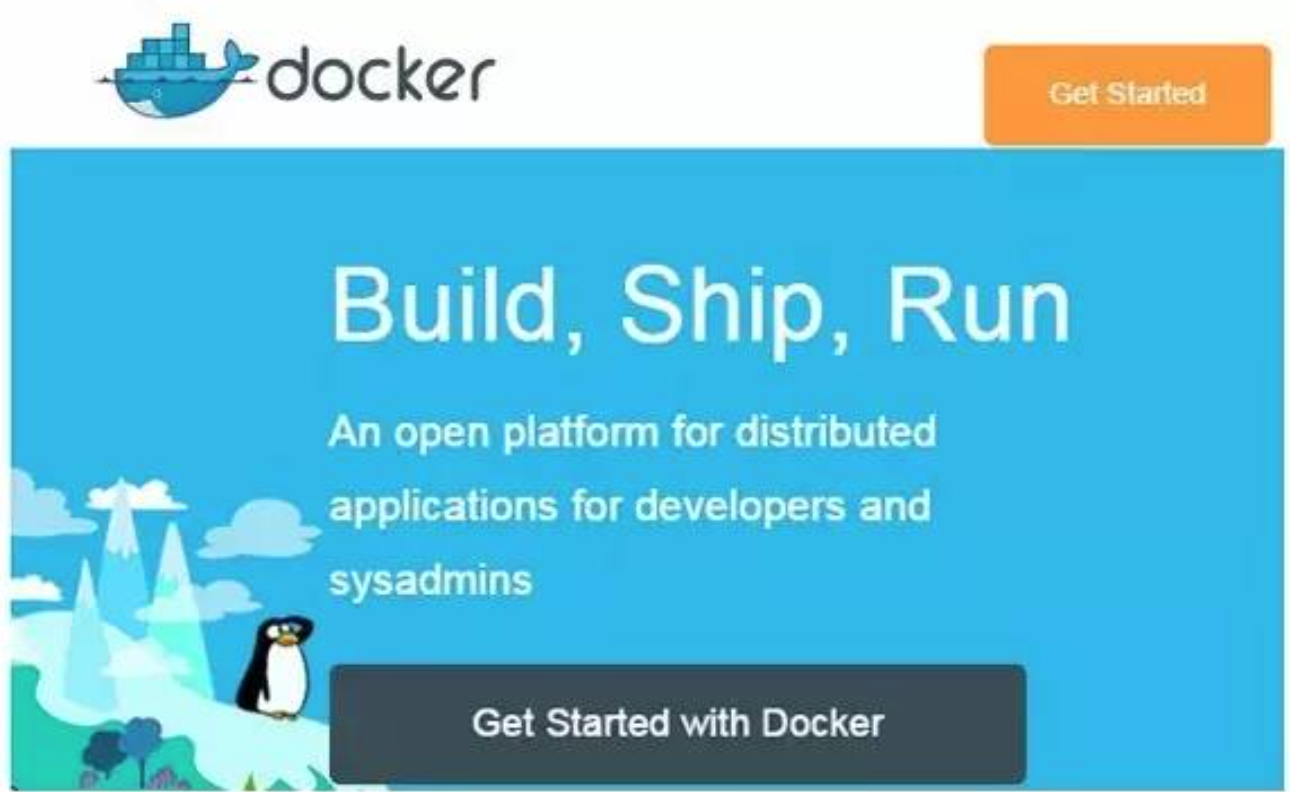 docker
Get Started
Build, Ship, Run
An open platform for distributed
applications for developers and
sysadmins
Get Started with Docker